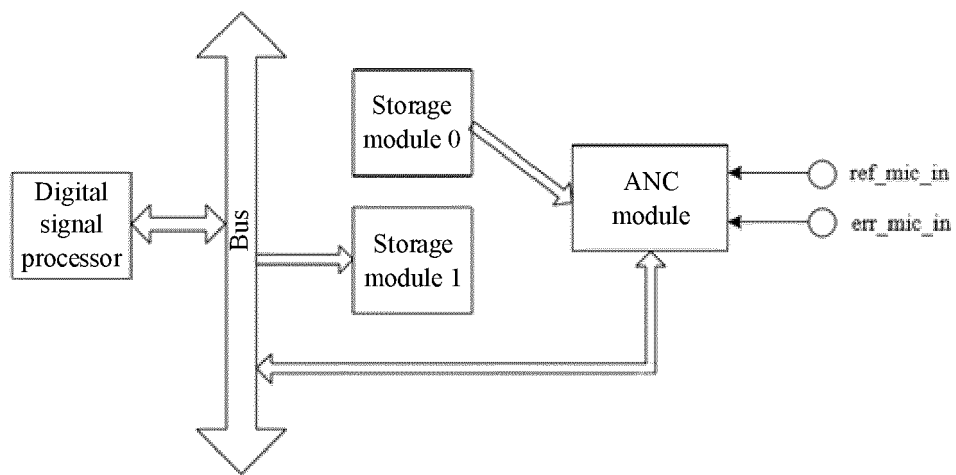 Digital
signal
processor
Bus
Storage
module 0
Storage
module 1
ANC
module
ref_mic_in
err_mic_in